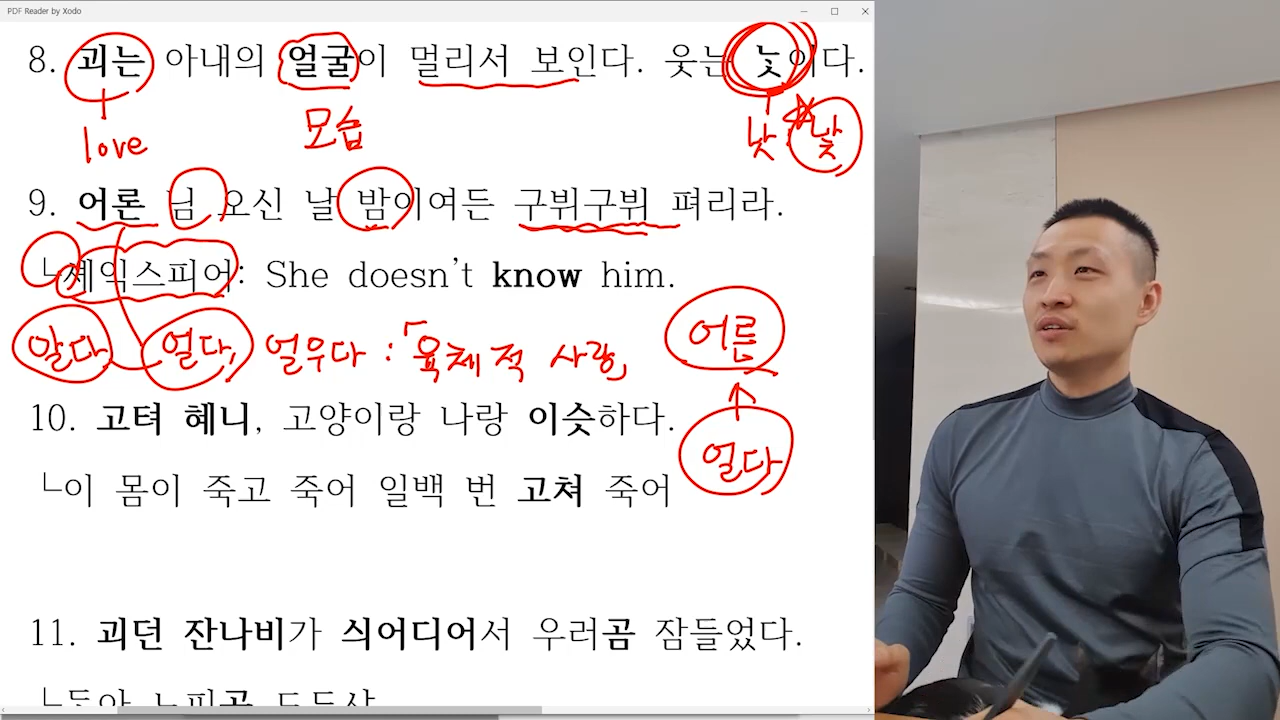 PDF Reader by Xodo
8. 괴는 아내의 얼굴이 멀리서 보인다. 웃는 ᄂᆞᆾ이다.
love 모습 낫 낯
9. 어론 님 오신 날 밤이여든 구뷔구뷔 펴리라.
└셰익스피어: She doesn't know him.
알다 얼다, 얼우다 : 「육체적 사랑」 어른
10. 고텨 혜니, 고양이랑 나랑 이슷하다.
얼다
└이 몸이 죽고 죽어 일백 번 고쳐 죽어
11. 괴던 잔나비가 싀어디어서 우러곰 잠들었다.